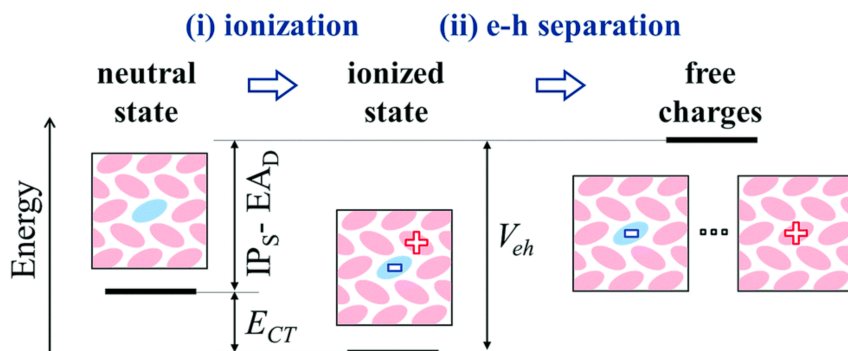 (i) ionization
(ii) e-h separation
neutral
state
ionized
state
free
charges
Energy
IP_S - EA_D
E_CT
V_eh